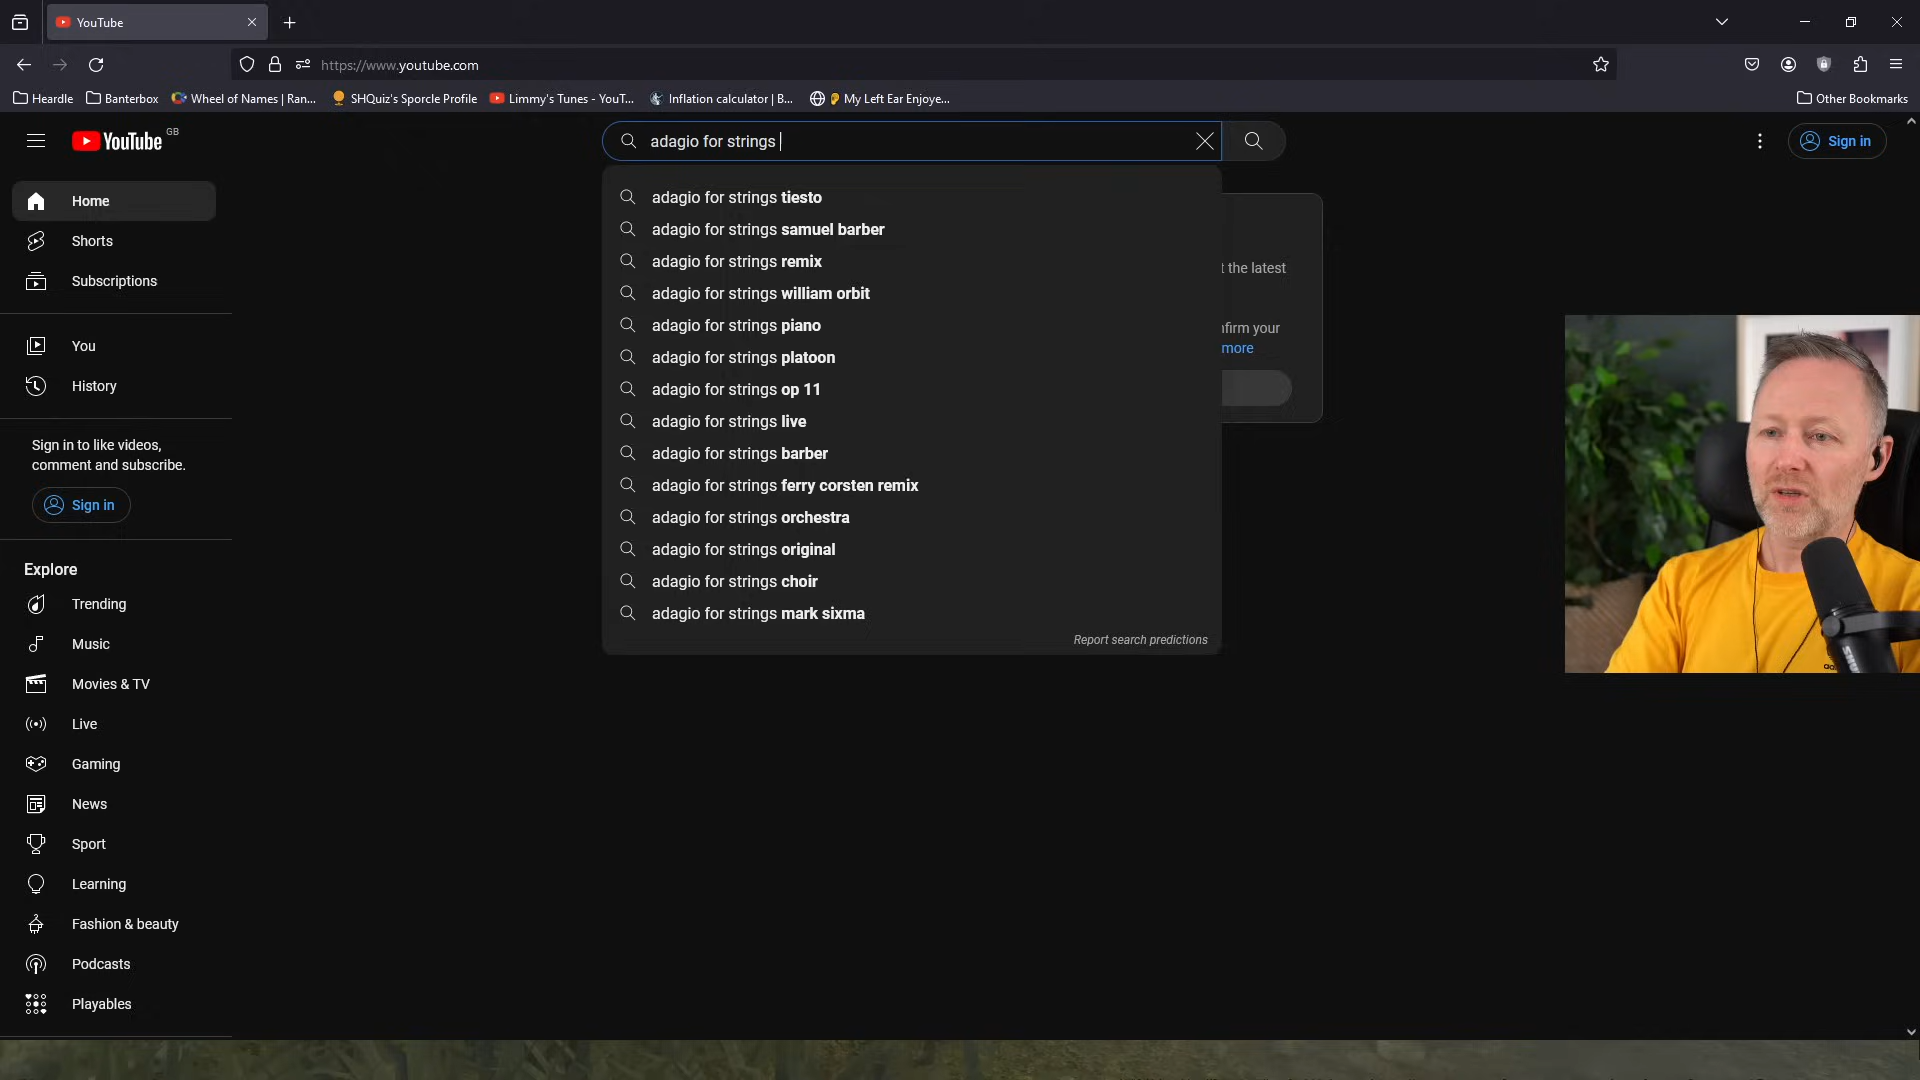 YouTube
https://www.youtube.com
Heardle
Banterbox
Wheel of Names | Ran...
SHQuiz's Sporcle Profile
Limmy's Tunes - YouT...
Inflation calculator | B...
My Left Ear Enjoye...
Other Bookmarks
YouTube GB
adagio for strings
Sign in
Home
Shorts
Subscriptions
You
History
Sign in to like videos,
comment and subscribe.
Sign in
Explore
Trending
Music
Movies & TV
Live
Gaming
News
Sport
Learning
Fashion & beauty
Podcasts
Playables
adagio for strings tiesto
adagio for strings samuel barber
adagio for strings remix
adagio for strings william orbit
adagio for strings piano
adagio for strings platoon
adagio for strings op 11
adagio for strings live
adagio for strings barber
adagio for strings ferry corsten remix
adagio for strings orchestra
adagio for strings original
adagio for strings choir
adagio for strings mark sixma
Report search predictions
t the latest
nfirm your
more